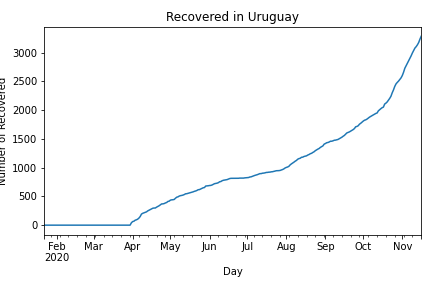 Recovered in Uruguay
Number of Recovered
3000
2500
2000
1500
1000
500
0
Feb Mar Apr May Jun Jul Aug Sep Oct Nov
2020
Day